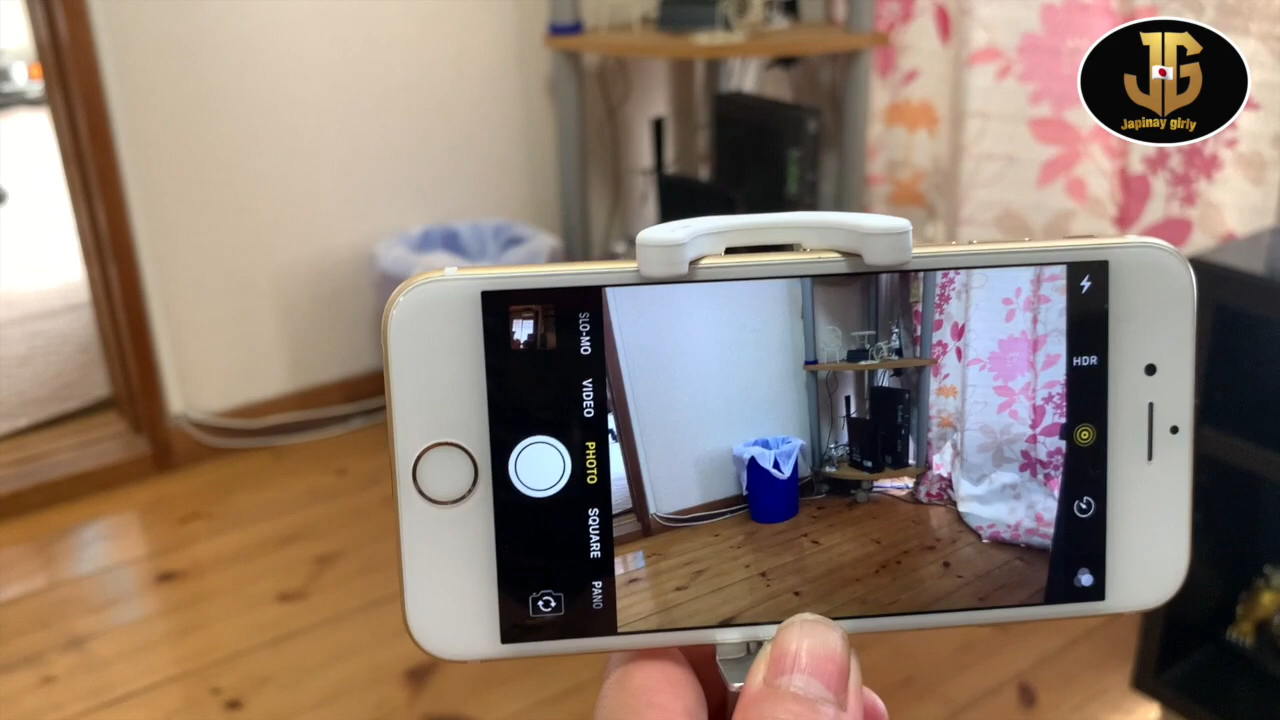 JG
Japinay girly
SLO-MO
VIDEO
PHOTO
SQUARE
PANO
HDR